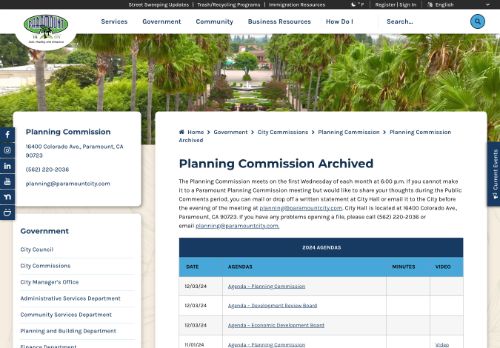 Street Sweeping Updates | Trash/Recycling Programs | Immigration Resources
°F Register | Sign In English
PARAMOUNT
Services Government Community Business Resources How Do I Search...
Planning Commission
16400 Colorado Ave., Paramount, CA
90723
(562) 220-2036
planning@paramountcity.com
Government
City Council
City Commissions
City Manager's Office
Administrative Services Department
Community Services Department
Planning and Building Department
Finance Department
Home > Government > City Commissions > Planning Commission > Planning Commission
Archived
Planning Commission Archived
The Planning Commission meets on the first Wednesday of each month at 6:00 p.m. If you cannot make
it to a Paramount Planning Commission meeting but would like to share your thoughts during the Public
Comments period, you can mail or drop off a written statement at City Hall or email it to the City before
the evening of the meeting at planning@paramountcity.com. City Hall is located at 16400 Colorado Ave,
Paramount, CA 90723. If you have any problems opening a file, please call (562) 220-2036 or
email planning@paramountcity.com.
2024 AGENDAS
DATE AGENDAS MINUTES VIDEO
12/03/24 Agenda – Planning Commission
12/03/24 Agenda – Development Review Board
12/03/24 Agenda – Economic Development Board
11/01/24 Agenda – Planning Commission Video
Current Events